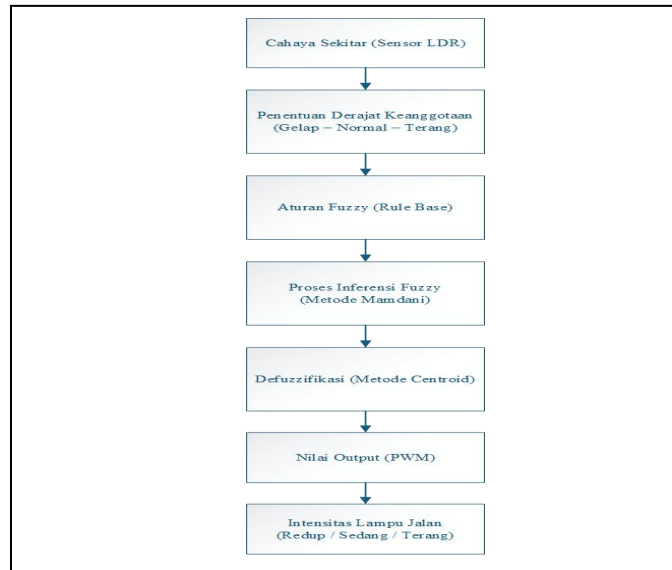 Cahaya Sekitar (Sensor LDR)
Penentuan Derajat Keanggotaan
(Gelap – Normal – Terang)
Aturan Fuzzy (Rule Base)
Proses Inferensi Fuzzy
(Metode Mamdani)
Defuzzifikasi (Metode Centroid)
Nilai Output (PWM)
Intensitas Lampu Jalan
(Redup / Sedang / Terang)